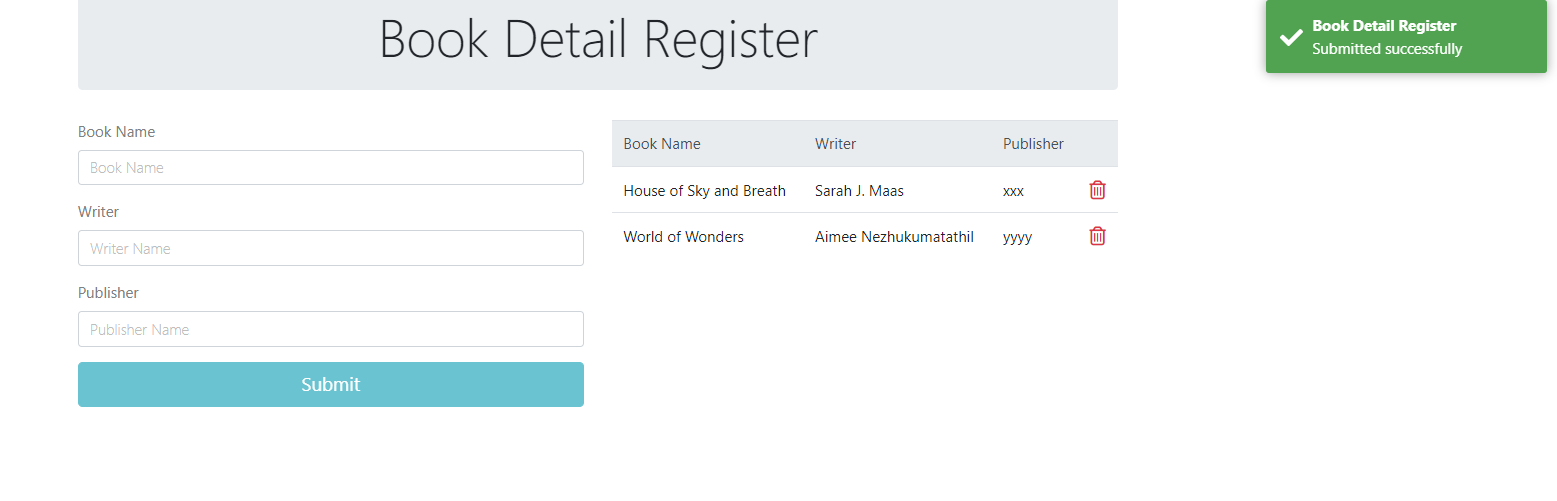 Book Detail Register
Book Detail Register
Submitted successfully
Book Name
Book Name
Writer
Writer Name
Publisher
Publisher Name
Submit
Book Name Writer Publisher
House of Sky and Breath Sarah J. Maas xxx
World of Wonders Aimee Nezhukumatathil yyyy